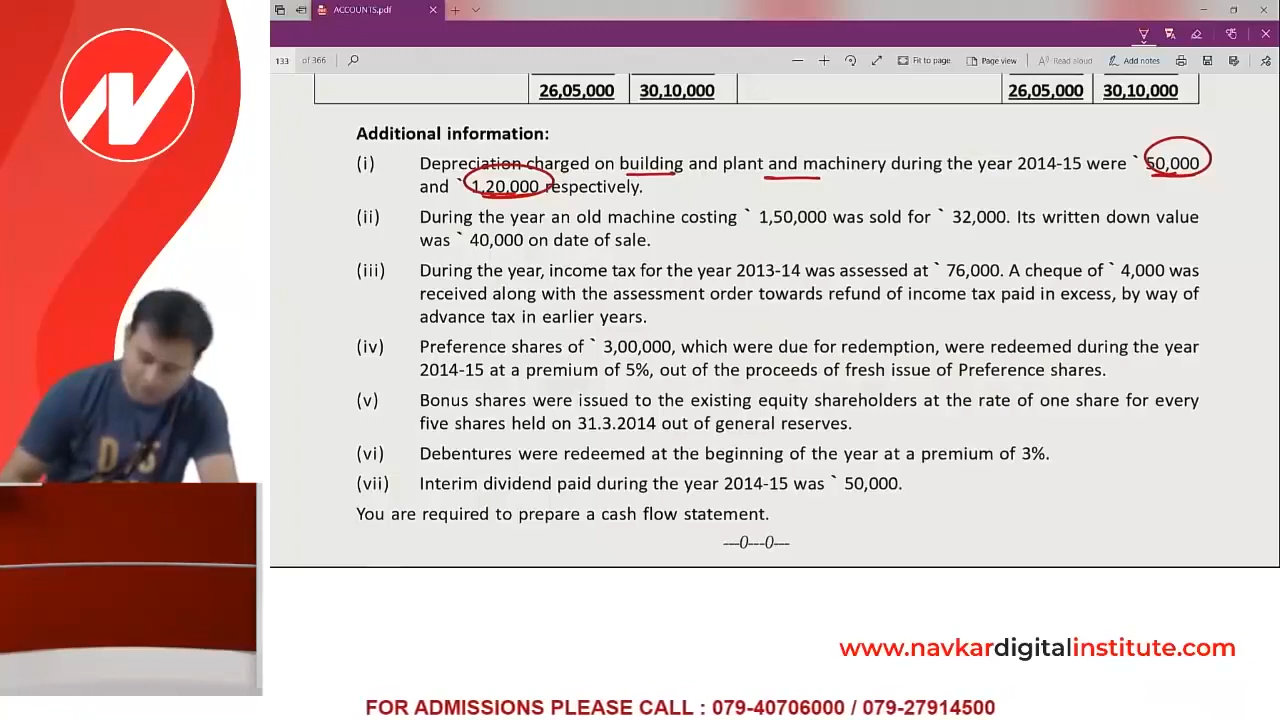 ACCOUNTS.pdf
133 of 366 Fit to page Page view Read aloud Add notes
26,05,000 30,10,000 26,05,000 30,10,000
Additional information:
(i) Depreciation charged on building and plant and machinery during the year 2014-15 were ` 50,000
and ` 1,20,000 respectively.
(ii) During the year an old machine costing ` 1,50,000 was sold for ` 32,000. Its written down value
was ` 40,000 on date of sale.
(iii) During the year, income tax for the year 2013-14 was assessed at ` 76,000. A cheque of ` 4,000 was
received along with the assessment order towards refund of income tax paid in excess, by way of
advance tax in earlier years.
(iv) Preference shares of ` 3,00,000, which were due for redemption, were redeemed during the year
2014-15 at a premium of 5%, out of the proceeds of fresh issue of Preference shares.
(v) Bonus shares were issued to the existing equity shareholders at the rate of one share for every
five shares held on 31.3.2014 out of general reserves.
(vi) Debentures were redeemed at the beginning of the year at a premium of 3%.
(vii) Interim dividend paid during the year 2014-15 was ` 50,000.
You are required to prepare a cash flow statement.
---0---0---
www.navkardigitalinstitute.com
FOR ADMISSIONS PLEASE CALL : 079-40706000 / 079-27914500